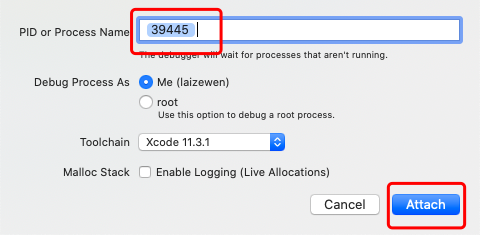 PID or Process Name 39445
The debugger will wait for processes that aren't running.
Debug Process As Me (laizewen)
root
Use this option to debug a root process.
Toolchain Xcode 11.3.1
Malloc Stack Enable Logging (Live Allocations)
Cancel Attach